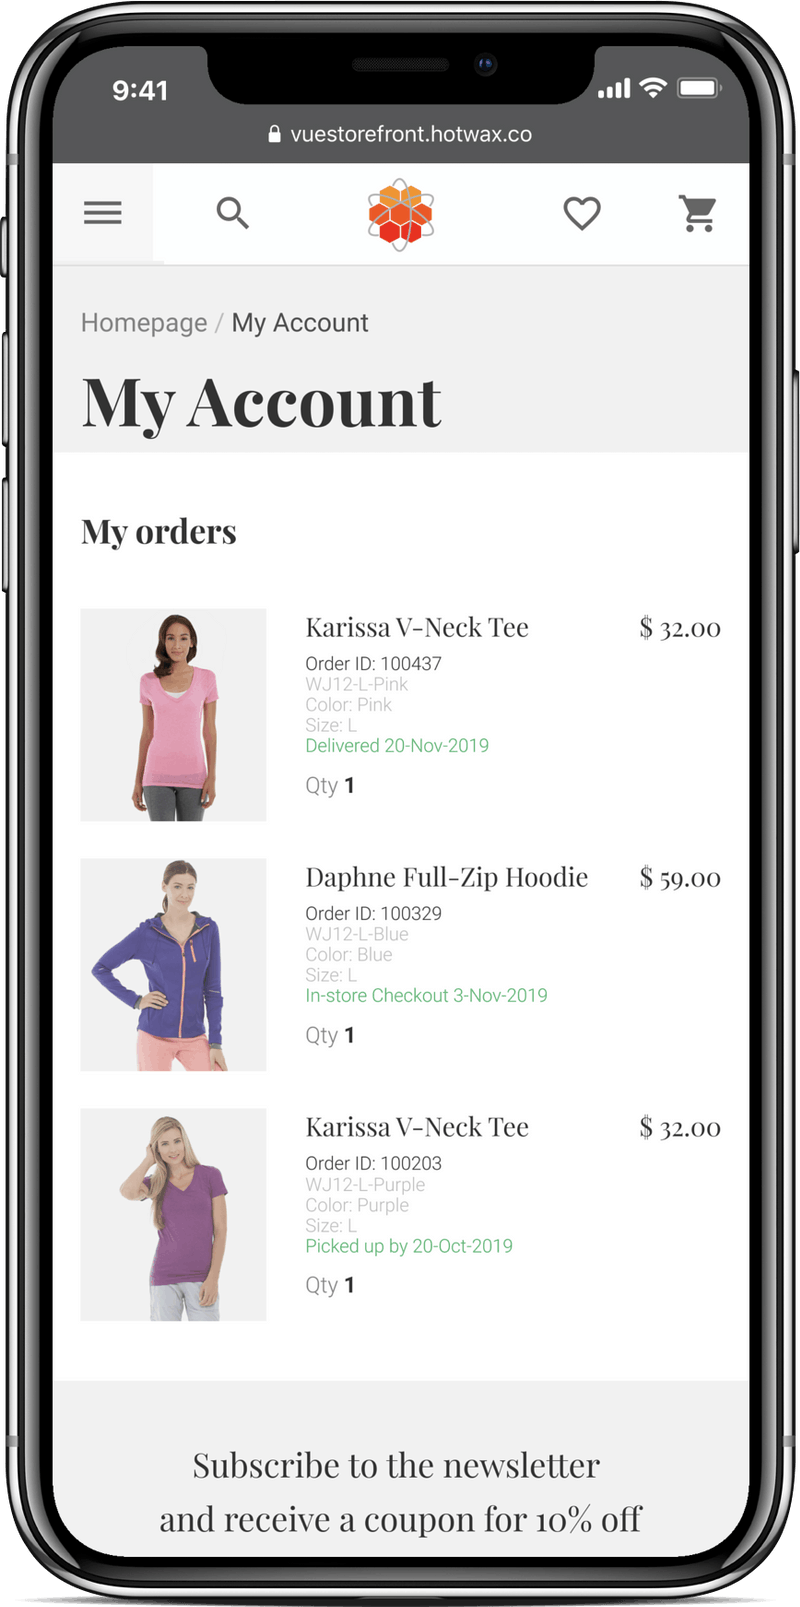 9:41
vuestorefront.hotwax.co
Homepage / My Account
My Account
My orders
Karissa V-Neck Tee $ 32.00
Order ID: 100437
WJ12-L-Pink
Color: Pink
Size: L
Delivered 20-Nov-2019
Qty 1
Daphne Full-Zip Hoodie $ 59.00
Order ID: 100329
WJ12-L-Blue
Color: Blue
Size: L
In-store Checkout 3-Nov-2019
Qty 1
Karissa V-Neck Tee $ 32.00
Order ID: 100203
WJ12-L-Purple
Color: Purple
Size: L
Picked up by 20-Oct-2019
Qty 1
Subscribe to the newsletter
and receive a coupon for 10% off